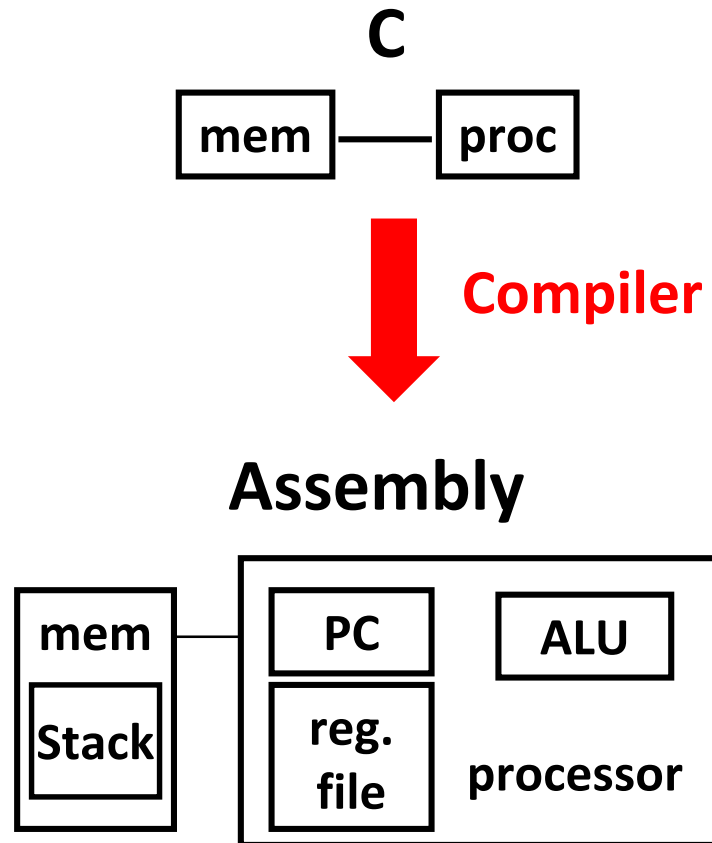 C
mem
proc
Compiler
Assembly
mem
Stack
PC
ALU
reg.
file
processor